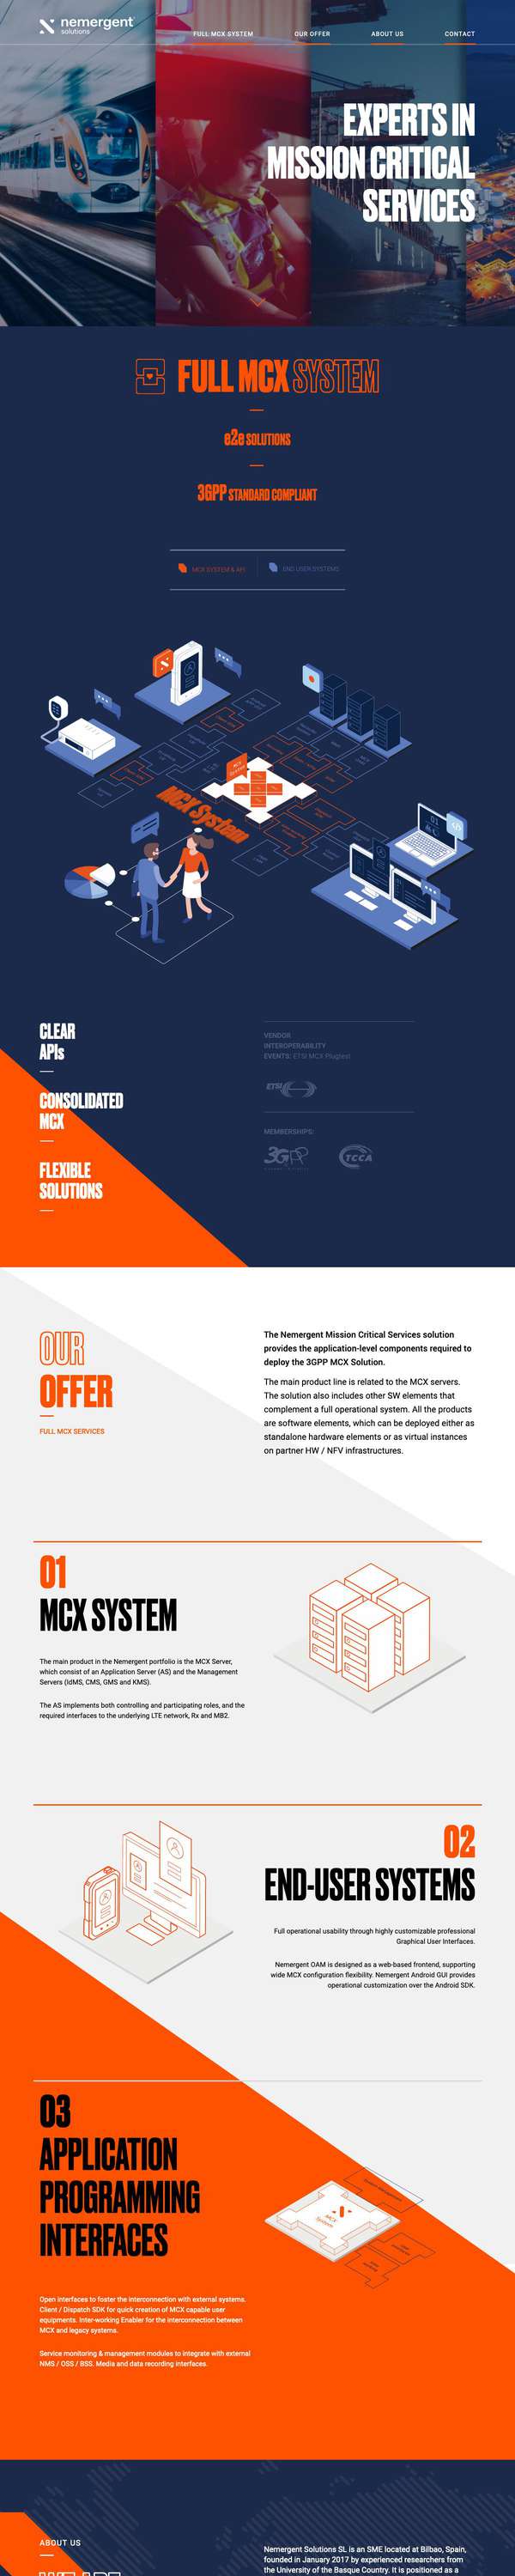 nemergent
solutions
FULL MCX SYSTEM
OUR OFFER
ABOUT US
CONTACT
EXPERTS IN
MISSION CRITICAL
SERVICES
FULL MCX SYSTEM
e2e SOLUTIONS
3GPP STANDARD COMPLIANT
MCX SYSTEM & API
END USER SYSTEMS
MCX System
CLEAR
APIs
CONSOLIDATED
MCX
FLEXIBLE
SOLUTIONS
VENDOR
INTEROPERABILITY
EVENTS: ETSI MCX Plugtest
ETSI
MEMBERSHIPS:
3GPP
TCCA
OUR
OFFER
FULL MCX SERVICES
The Nemergent Mission Critical Services solution
provides the application-level components required to
deploy the 3GPP MCX Solution.
The main product line is related to the MCX servers.
The solution also includes other SW elements that
complement a full operational system. All the products
are software elements, which can be deployed either as
standalone hardware elements or as virtual instances
on partner HW / NFV infrastructures.
01
MCX SYSTEM
The main product in the Nemergent portfolio is the MCX Server,
which consist of an Application Server (AS) and the Management
Servers (IdMS, CMS, GMS and KMS).
The AS implements both controlling and participating roles, and the
required interfaces to the underlying LTE network, Rx and MB2.
02
END-USER SYSTEMS
Full operational usability through highly customizable professional
Graphical User Interfaces.
Nemergent OAM is designed as a web-based frontend, supporting
wide MCX configuration flexibility. Nemergent Android GUI provides
operational customization over the Android SDK.
03
APPLICATION
PROGRAMMING
INTERFACES
MCX
System
Open interfaces to foster the interconnection with external systems.
Client / Dispatch SDK for quick creation of MCX capable user
equipments. Inter-working Enabler for the interconnection between
MCX and legacy systems.
Service monitoring & management modules to integrate with external
NMS / OSS / BSS. Media and data recording interfaces.
ABOUT US
Nemergent Solutions SL is an SME located at Bilbao, Spain,
founded in January 2017 by experienced researchers from
the University of the Basque Country. It is positioned as a